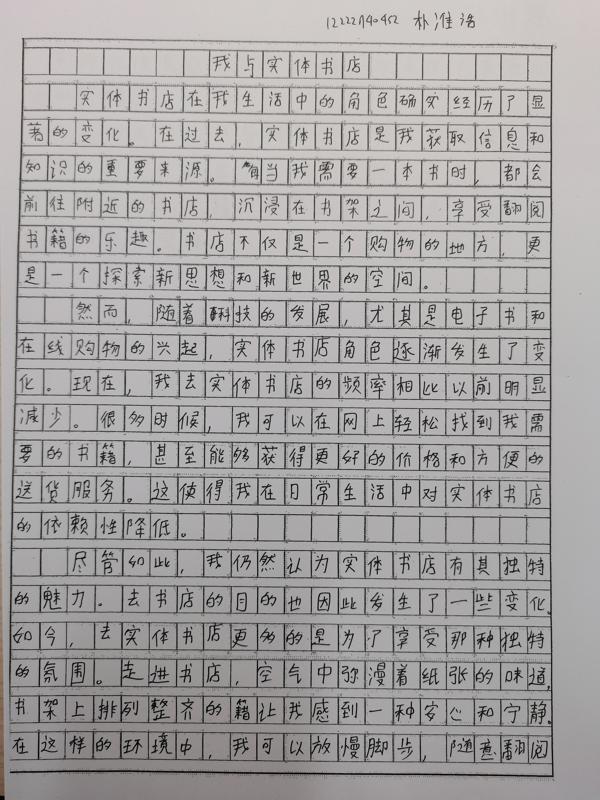 12222140452 朴准浩
我与实体书店
实体书店在我生活中的角色确实经历了显
著的变化。在过去，实体书店是我获取信息和
知识的重要来源。每当我需要一本书时，都会
前往附近的书店，沉浸在书架之间，享受翻阅
书籍的乐趣。书店不仅是一个购物的地方，更
是一个探索新思想和新世界的空间。
然而，随着科技的发展，尤其是电子书和
在线购物的兴起，实体书店角色逐渐发生了变
化。现在，我去实体书店的频率相比以前明显
减少。很多时候，我可以在网上轻松找到我需
要的书籍，甚至能够获得更好的价格和方便的
送货服务。这使得我在日常生活中对实体书店
的依赖性降低。
尽管如此，我仍然认为实体书店有其独特
的魅力。去书店的目的也因此发生了一些变化。
如今，去实体书店更多的是为了享受那种独特
的氛围。走进书店，空气中弥漫着纸张的味道，
书架上排列整齐的籍让我感到一种安心和宁静。
在这样的环境中，我可以放慢脚步，随意翻阅